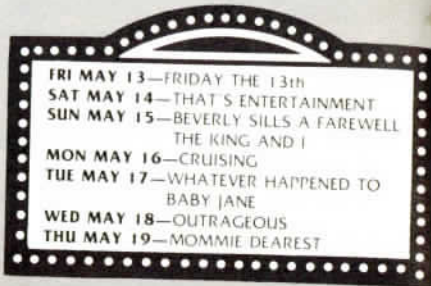 FRI MAY 13—FRIDAY THE 13th
SAT MAY 14—THAT'S ENTERTAINMENT
SUN MAY 15—BEVERLY SILLS A FAREWELL
THE KING AND I
MON MAY 16—CRUISING
TUE MAY 17—WHATEVER HAPPENED TO
BABY JANE
WED MAY 18—OUTRAGEOUS
THU MAY 19—MOMMIE DEAREST